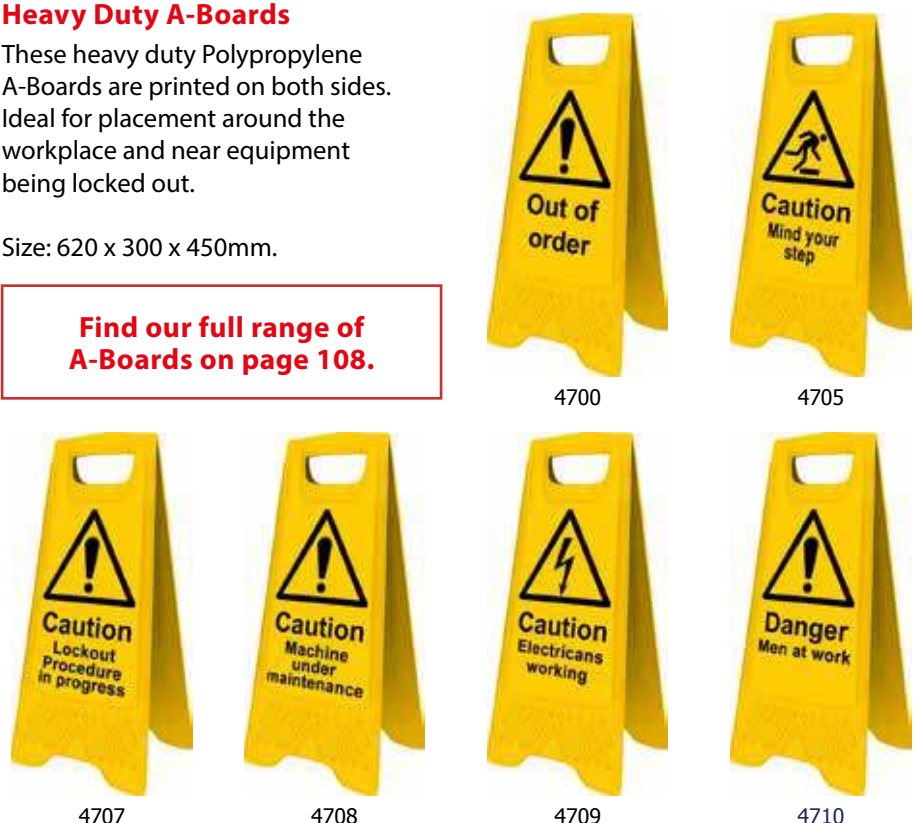 Heavy Duty A-Boards
These heavy duty Polypropylene
A-Boards are printed on both sides.
Ideal for placement around the
workplace and near equipment
being locked out.
Size: 620 x 300 x 450mm.
Find our full range of
A-Boards on page 108.
Out of
order
4700
Caution
Mind your
step
4705
Caution
Lockout
Procedure
in progress
4707
Caution
Machine
under
maintenance
4708
Caution
Electricans
working
4709
Danger
Men at work
4710